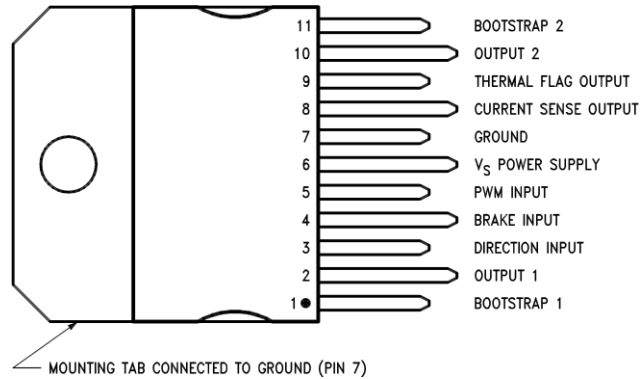 11 BOOTSTRAP 2
10 OUTPUT 2
9 THERMAL FLAG OUTPUT
8 CURRENT SENSE OUTPUT
7 GROUND
6 VS POWER SUPPLY
5 PWM INPUT
4 BRAKE INPUT
3 DIRECTION INPUT
2 OUTPUT 1
1 BOOTSTRAP 1
MOUNTING TAB CONNECTED TO GROUND (PIN 7)